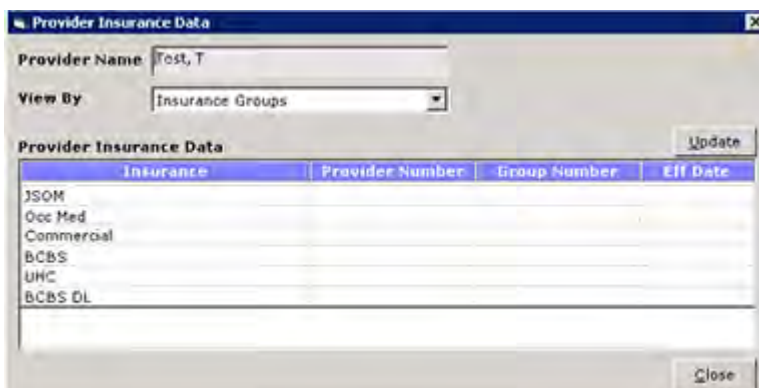 Provider Insurance Data
Provider Name Test, T
View By Insurance Groups
Update
Provider Insurance Data
Insurance Provider Number Group Number Eff Date
JSOM
Occ Med
Commercial
BCBS
UHC
BCBS DL
Close